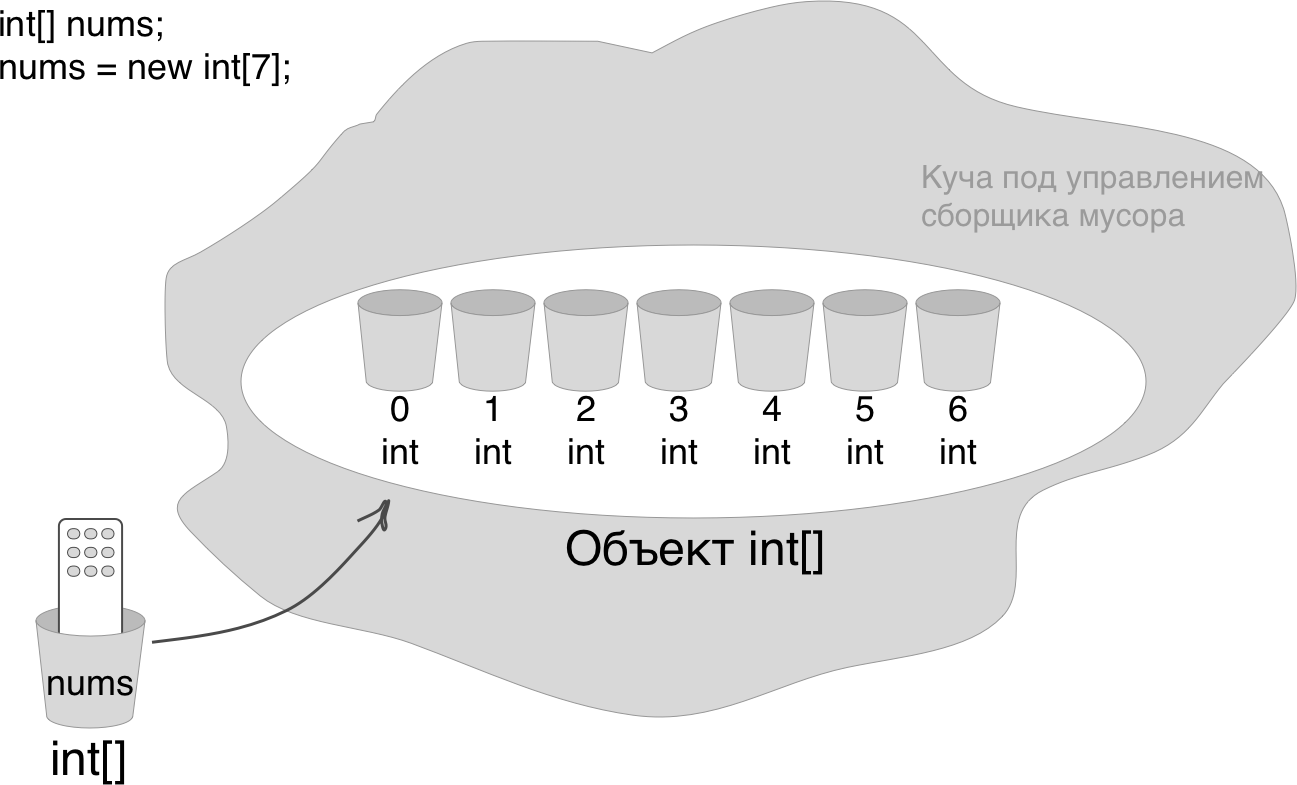 int[] nums;
nums = new int[7];
Куча под управлением
сборщика мусора
0 1 2 3 4 5 6
int int int int int int int
Объект int[]
nums
int[]